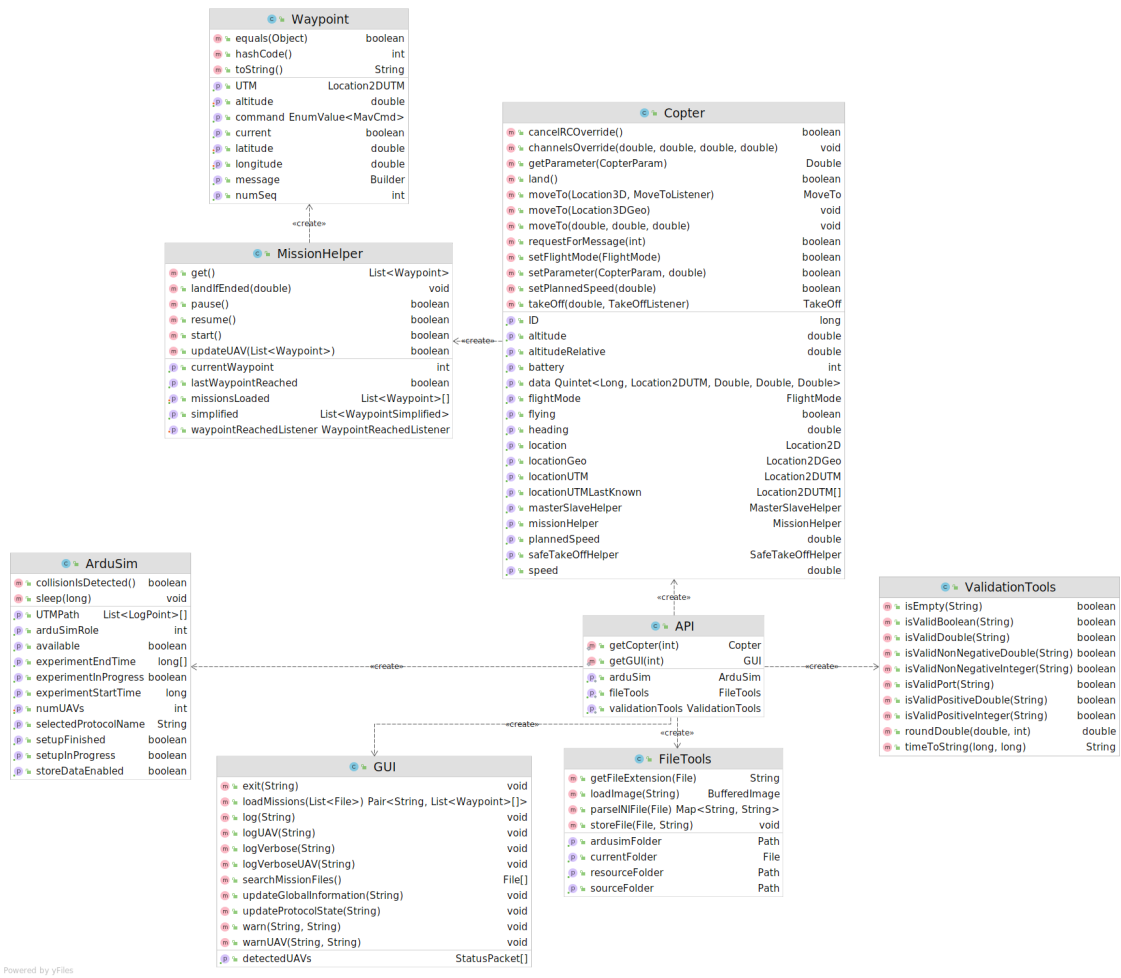 Waypoint
equals(Object) boolean
hashCode() int
toString() String
UTM Location2DUTM
altitude double
command EnumValue<MavCmd>
current boolean
latitude double
longitude double
message Builder
numSeq int
«create»
MissionHelper
get() List<Waypoint>
landIfEnded(double) void
pause() boolean
resume() boolean
start() boolean
updateUAV(List<Waypoint>) boolean
currentWaypoint int
lastWaypointReached boolean
missionsLoaded List<Waypoint>[]
simplified List<WaypointSimplified>
waypointReachedListener WaypointReachedListener
«create»
Copter
cancelRCOverride() boolean
channelsOverride(double, double, double, double) void
getParameter(CopterParam) Double
land() boolean
moveTo(Location3D, MoveToListener) MoveTo
moveTo(Location3DGeo) void
moveTo(double, double, double) void
requestForMessage(int) boolean
setFlightMode(FlightMode) boolean
setParameter(CopterParam, double) boolean
setPlannedSpeed(double) boolean
takeOff(double, TakeOffListener) TakeOff
ID long
altitude double
altitudeRelative double
battery int
data Quintet<Long, Location2DUTM, Double, Double, Double>
flightMode FlightMode
flying boolean
heading double
location Location2D
locationGeo Location2DGeo
locationUTM Location2DUTM
locationUTMLastKnown Location2DUTM[]
masterSlaveHelper MasterSlaveHelper
missionHelper MissionHelper
plannedSpeed double
safeTakeOffHelper SafeTakeOffHelper
speed double
«create»
ArduSim
collisionIsDetected() boolean
sleep(long) void
UTMPath List<LogPoint>[]
arduSimRole int
available boolean
experimentEndTime long[]
experimentInProgress boolean
experimentStartTime long
numUAVs int
selectedProtocolName String
setupFinished boolean
setupInProgress boolean
storeDataEnabled boolean
«create»
API
getCopter(int) Copter
getGUI(int) GUI
arduSim ArduSim
fileTools FileTools
validationTools ValidationTools
«create»
ValidationTools
isEmpty(String) boolean
isValidBoolean(String) boolean
isValidDouble(String) boolean
isValidNonNegativeDouble(String) boolean
isValidNonNegativeInteger(String) boolean
isValidPort(String) boolean
isValidPositiveDouble(String) boolean
isValidPositiveInteger(String) boolean
roundDouble(double, int) double
timeToString(long, long) String
«create»
«create»
GUI
exit(String) void
loadMissions(List<File>) Pair<String, List<Waypoint>[]>
log(String) void
logUAV(String) void
logVerbose(String) void
logVerboseUAV(String) void
searchMissionFiles() File[]
updateGlobalInformation(String) void
updateProtocolState(String) void
warn(String, String) void
warnUAV(String, String) void
detectedUAVs StatusPacket[]
FileTools
getFileExtension(File) String
loadImage(String) BufferedImage
parseINIFile(File) Map<String, String>
storeFile(File, String) void
ardusimFolder Path
currentFolder File
resourceFolder Path
sourceFolder Path
Powered by yFiles